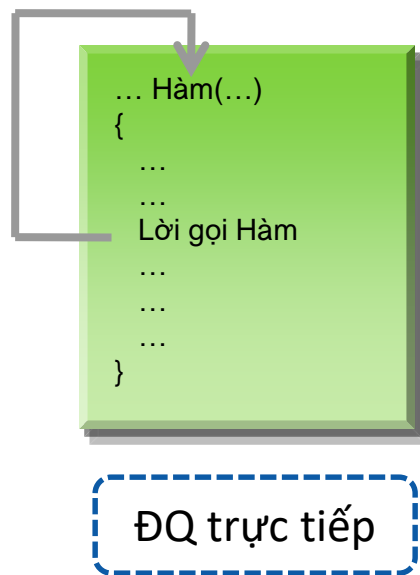 … Hàm(…)
{
…
…
Lời gọi Hàm
…
…
…
}
ĐQ trực tiếp